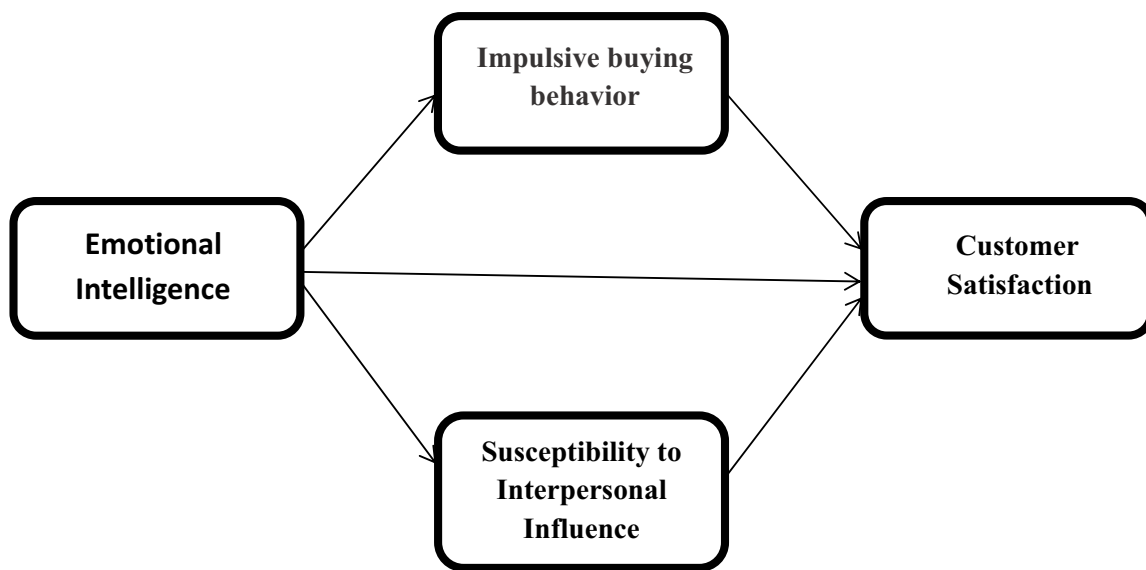 Impulsive buying
behavior
Emotional
Intelligence
Customer
Satisfaction
Susceptibility to
Interpersonal
Influence